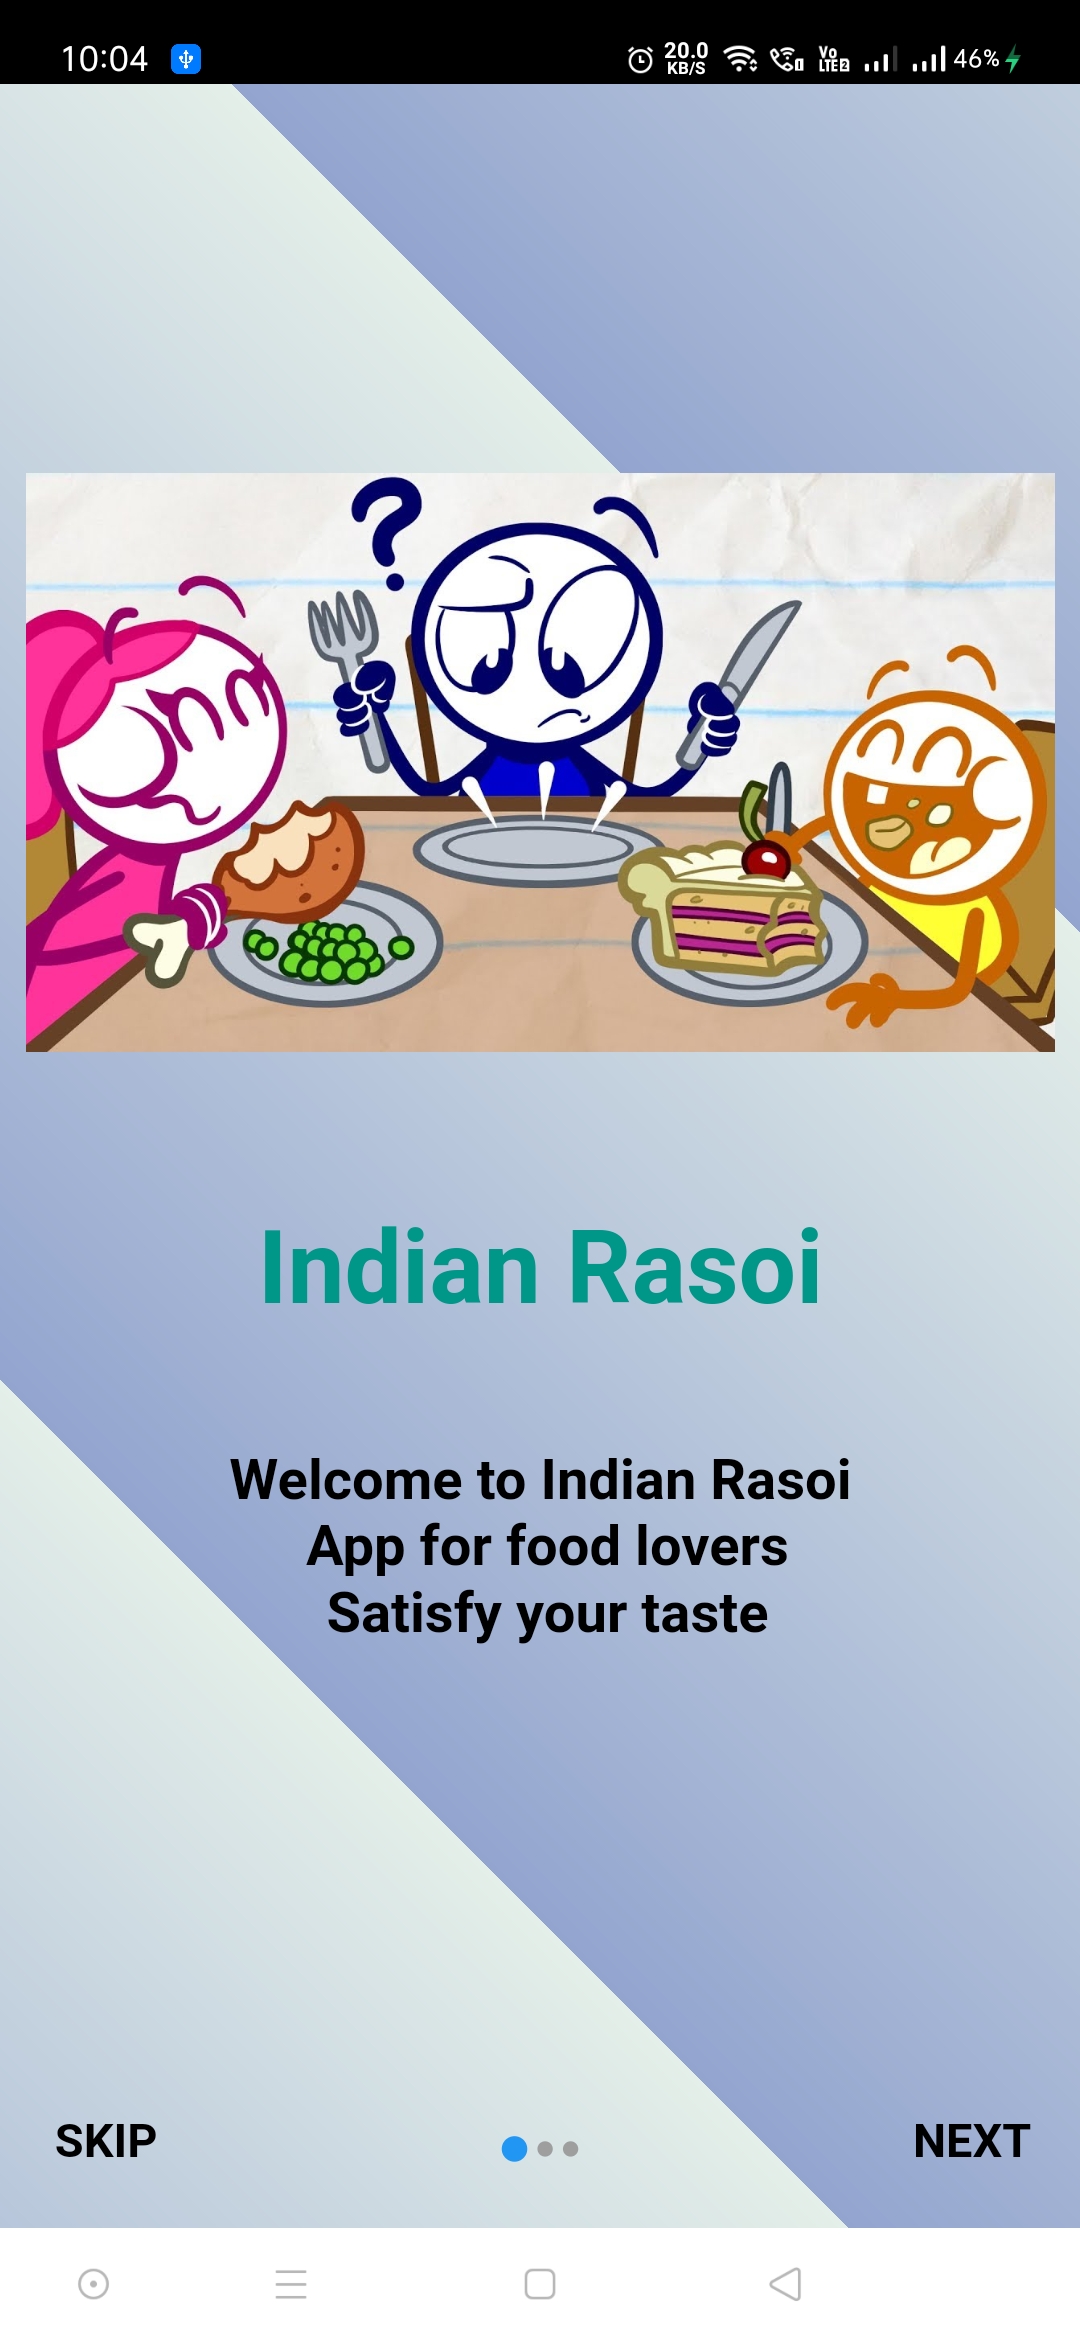 10:04 20.0 KB/S Vo LTE2 46%
?
Indian Rasoi
Welcome to Indian Rasoi
App for food lovers
Satisfy your taste
SKIP NEXT